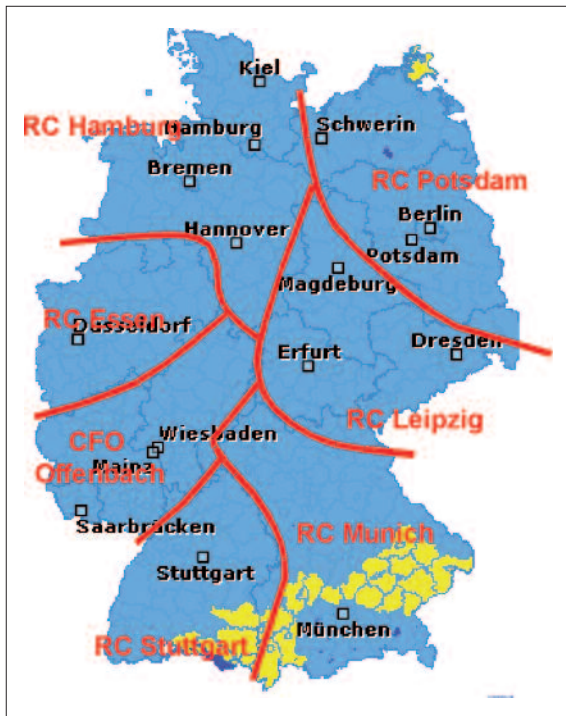 Kiel
RC Hamburg
Hamburg
Schwerin
Bremen
RC Potsdam
Berlin
Hannover
Potsdam
Magdeburg
RC Essen
Düsseldorf
Erfurt
Dresden
RC Leipzig
CFO
Offenbach
Wiesbaden
Mainz
Saarbrücken
RC Munich
Stuttgart
München
RC Stuttgart